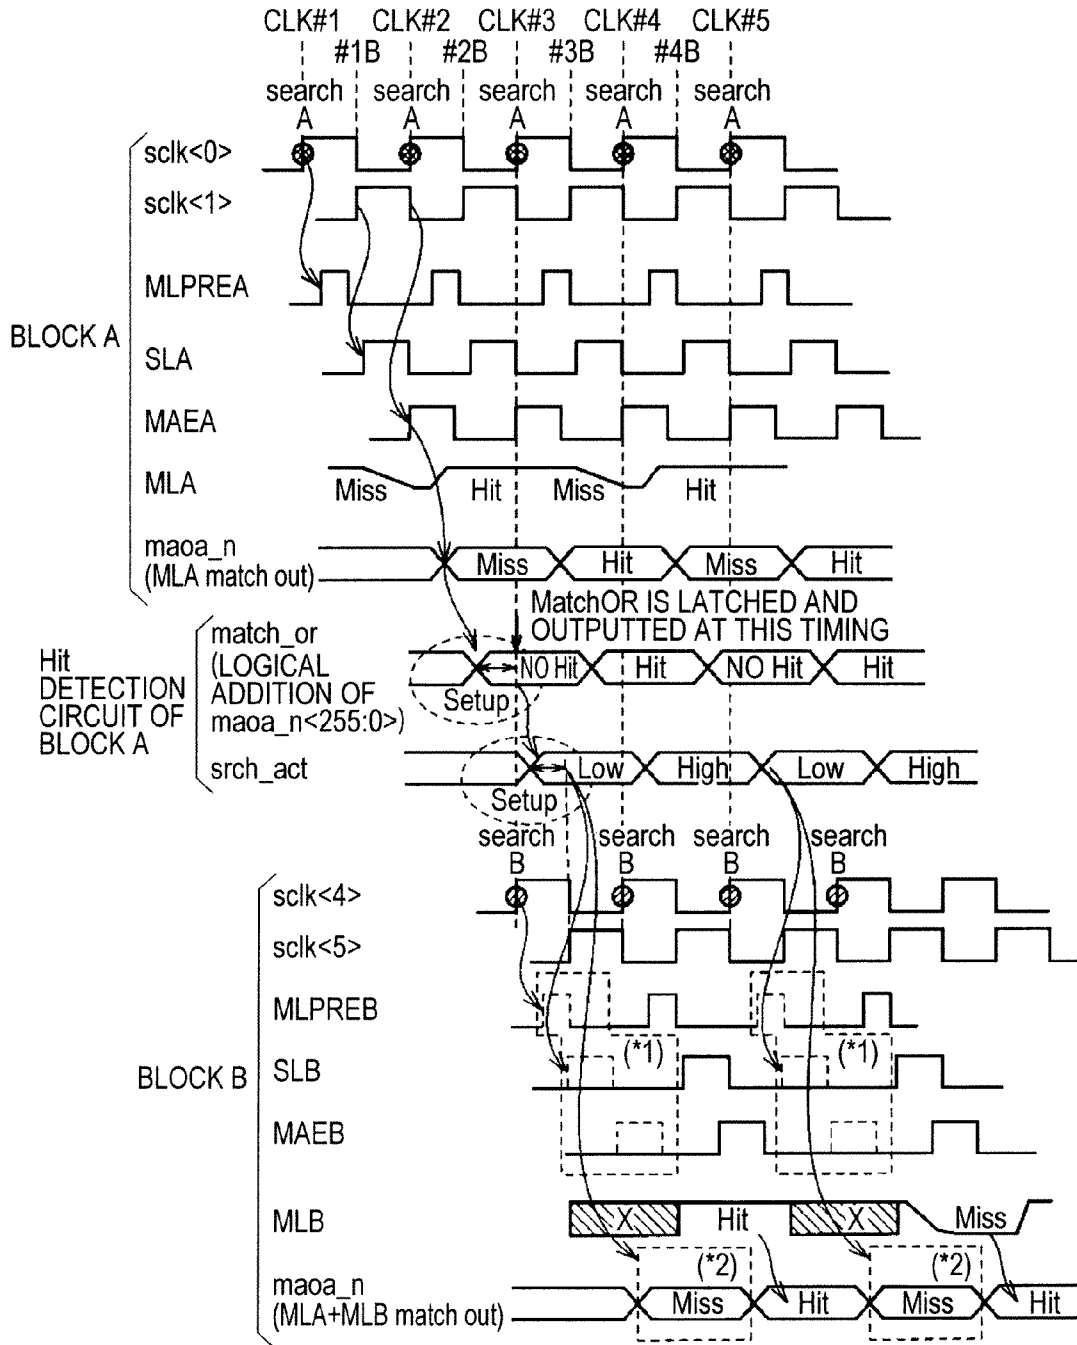 CLK#1 CLK#2 CLK#3 CLK#4 CLK#5
#1B #2B #3B #4B
search search search search search
A A A A A
sclk<0>
sclk<1>
MLPREA
BLOCK A
SLA
MAEA
MLA
Miss Hit Miss Hit
maoa_n
(MLA match out)
Miss Hit Miss Hit
MatchOR IS LATCHED AND
OUTPUTTED AT THIS TIMING
Hit
DETECTION
CIRCUIT OF
BLOCK A
match_or
(LOGICAL
ADDITION OF
maoa_n<255:0>)
NO Hit Hit NO Hit Hit
Setup
srch_act
Low High Low High
Setup
search search search search
B B B B
sclk<4>
sclk<5>
MLPREB
(*1) (*1)
BLOCK B
SLB
MAEB
MLB
X Hit X Miss
(*2) (*2)
maoa_n
(MLA+MLB match out)
Miss Hit Miss Hit